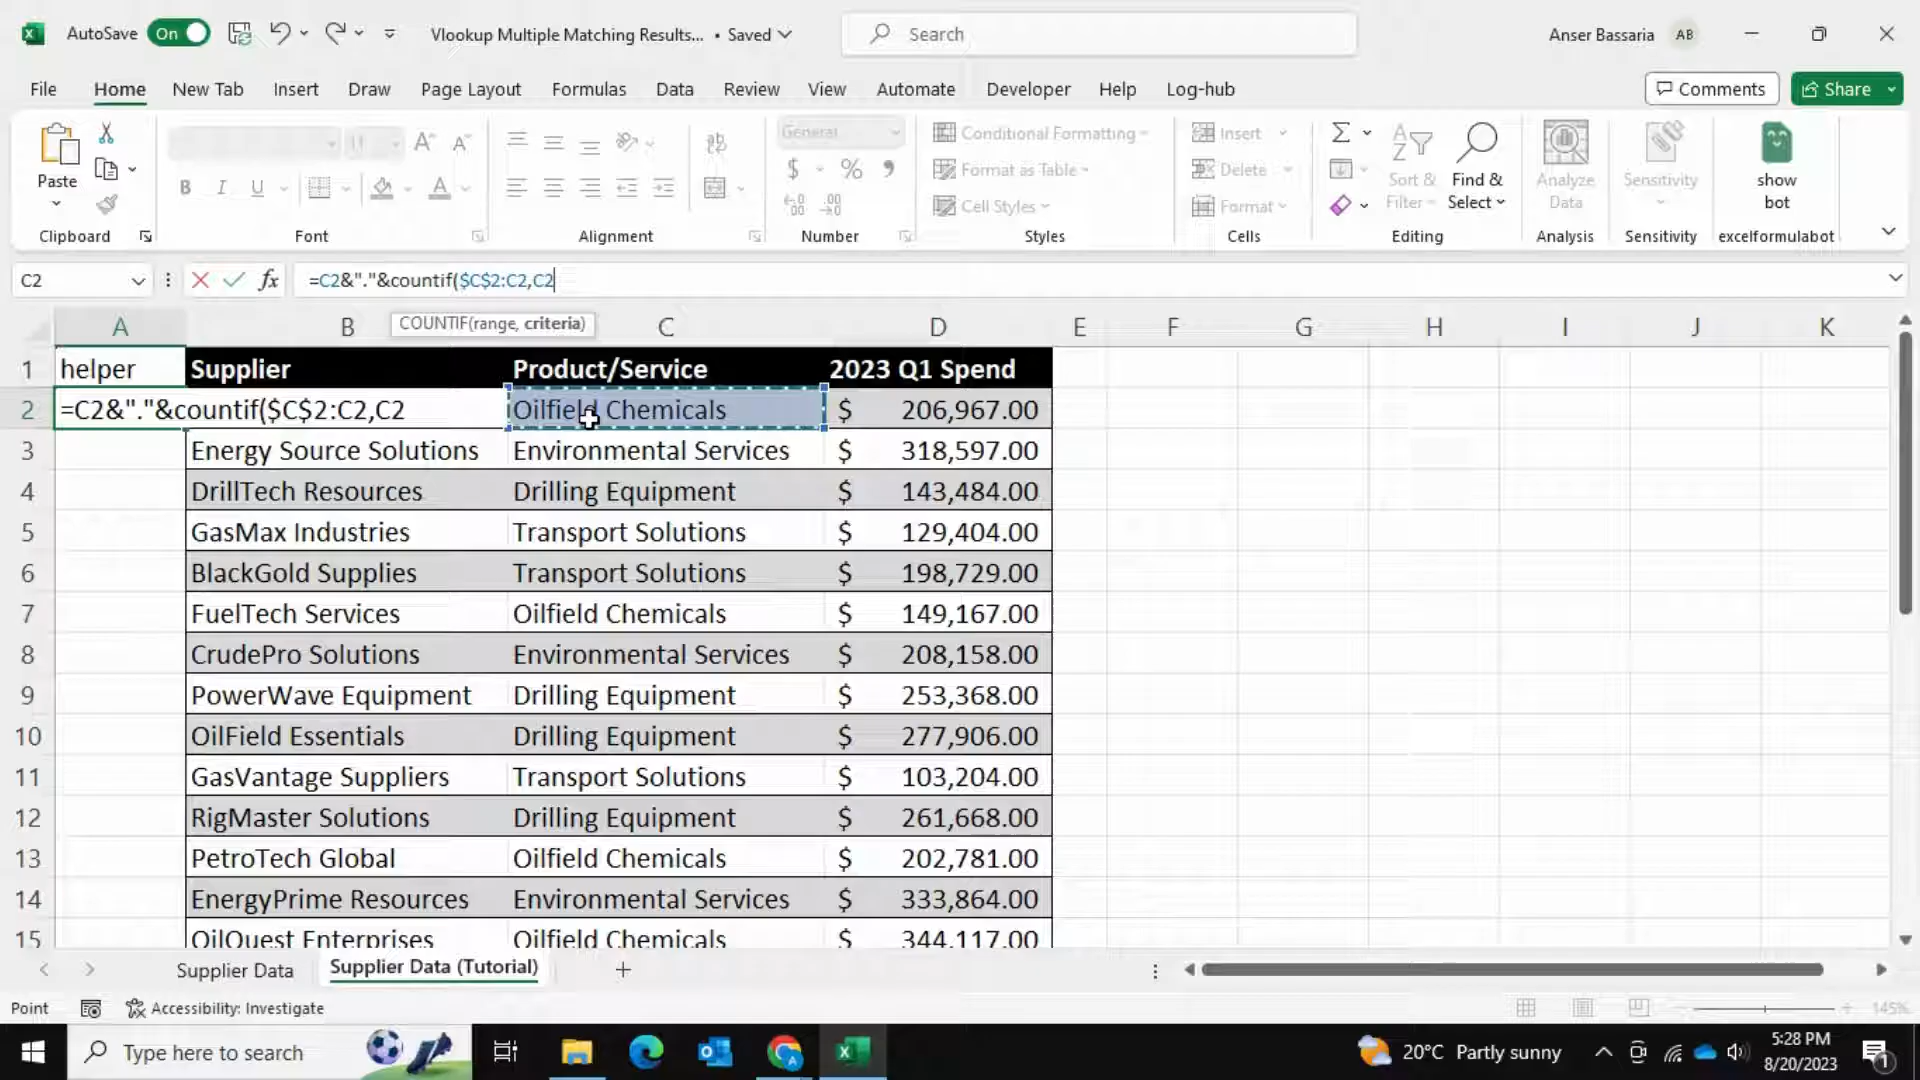 AutoSave On Vlookup Multiple Matching Results... • Saved Search Anser Bassaria AB
File Home New Tab Insert Draw Page Layout Formulas Data Review View Automate Developer Help Log-hub Comments Share
Paste
B I U
General
$ % 9
Conditional Formatting
Format as Table
Cell Styles
Insert
Delete
Format
Sort &
Filter
Find &
Select
Analyze
Data
Sensitivity
show
bot
Clipboard Font Alignment Number Styles Cells Editing Analysis Sensitivity excelformulabot
C2 fx =C2&"."&countif($C$2:C2,C2
COUNTIF(range, criteria)
A B C D E F G H I J K
1 helper Supplier Product/Service 2023 Q1 Spend
2 =C2&"."&countif($C$2:C2,C2 Oilfield Chemicals $ 206,967.00
3 Energy Source Solutions Environmental Services $ 318,597.00
4 DrillTech Resources Drilling Equipment $ 143,484.00
5 GasMax Industries Transport Solutions $ 129,404.00
6 BlackGold Supplies Transport Solutions $ 198,729.00
7 FuelTech Services Oilfield Chemicals $ 149,167.00
8 CrudePro Solutions Environmental Services $ 208,158.00
9 PowerWave Equipment Drilling Equipment $ 253,368.00
10 OilField Essentials Drilling Equipment $ 277,906.00
11 GasVantage Suppliers Transport Solutions $ 103,204.00
12 RigMaster Solutions Drilling Equipment $ 261,668.00
13 PetroTech Global Oilfield Chemicals $ 202,781.00
14 EnergyPrime Resources Environmental Services $ 333,864.00
15 OilQuest Enterprises Oilfield Chemicals $ 344,117.00
Supplier Data Supplier Data (Tutorial)
Point Accessibility: Investigate 145%
Type here to search 20°C Partly sunny 5:28 PM
8/20/2023 1